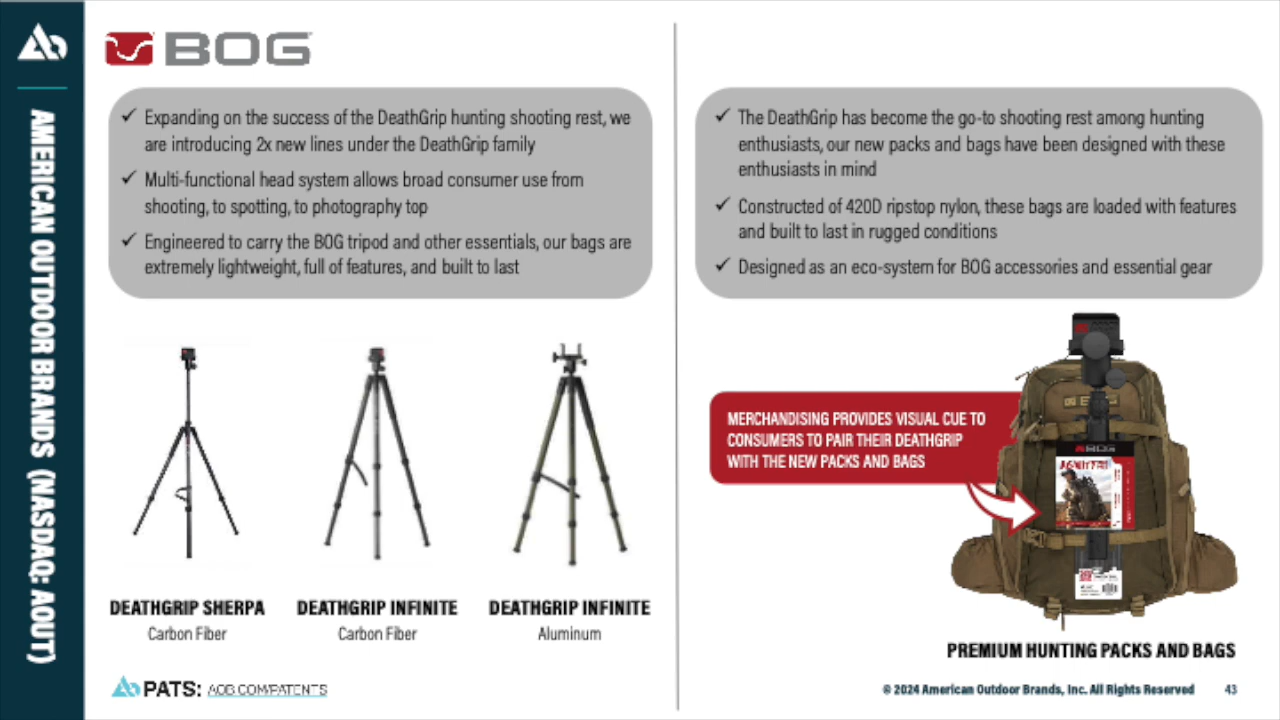 AMERICAN OUTDOOR BRANDS (NASDAQ: AOUT)
BOG
✓ Expanding on the success of the DeathGrip hunting shooting rest, we
are introducing 2x new lines under the DeathGrip family
✓ Multi-functional head system allows broad consumer use from
shooting, to spotting, to photography top
✓ Engineered to carry the BOG tripod and other essentials, our bags are
extremely lightweight, full of features, and built to last
DEATHGRIP SHERPA
Carbon Fiber
DEATHGRIP INFINITE
Carbon Fiber
DEATHGRIP INFINITE
Aluminum
✓ The DeathGrip has become the go-to shooting rest among hunting
enthusiasts, our new packs and bags have been designed with these
enthusiasts in mind
✓ Constructed of 420D ripstop nylon, these bags are loaded with features
and built to last in rugged conditions
✓ Designed as an eco-system for BOG accessories and essential gear
MERCHANDISING PROVIDES VISUAL CUE TO
CONSUMERS TO PAIR THEIR DEATHGRIP
WITH THE NEW PACKS AND BAGS
BOG
PREMIUM HUNTING PACKS AND BAGS
PATS: AOB.COM/PATENTS
© 2024 American Outdoor Brands, Inc. All Rights Reserved
43